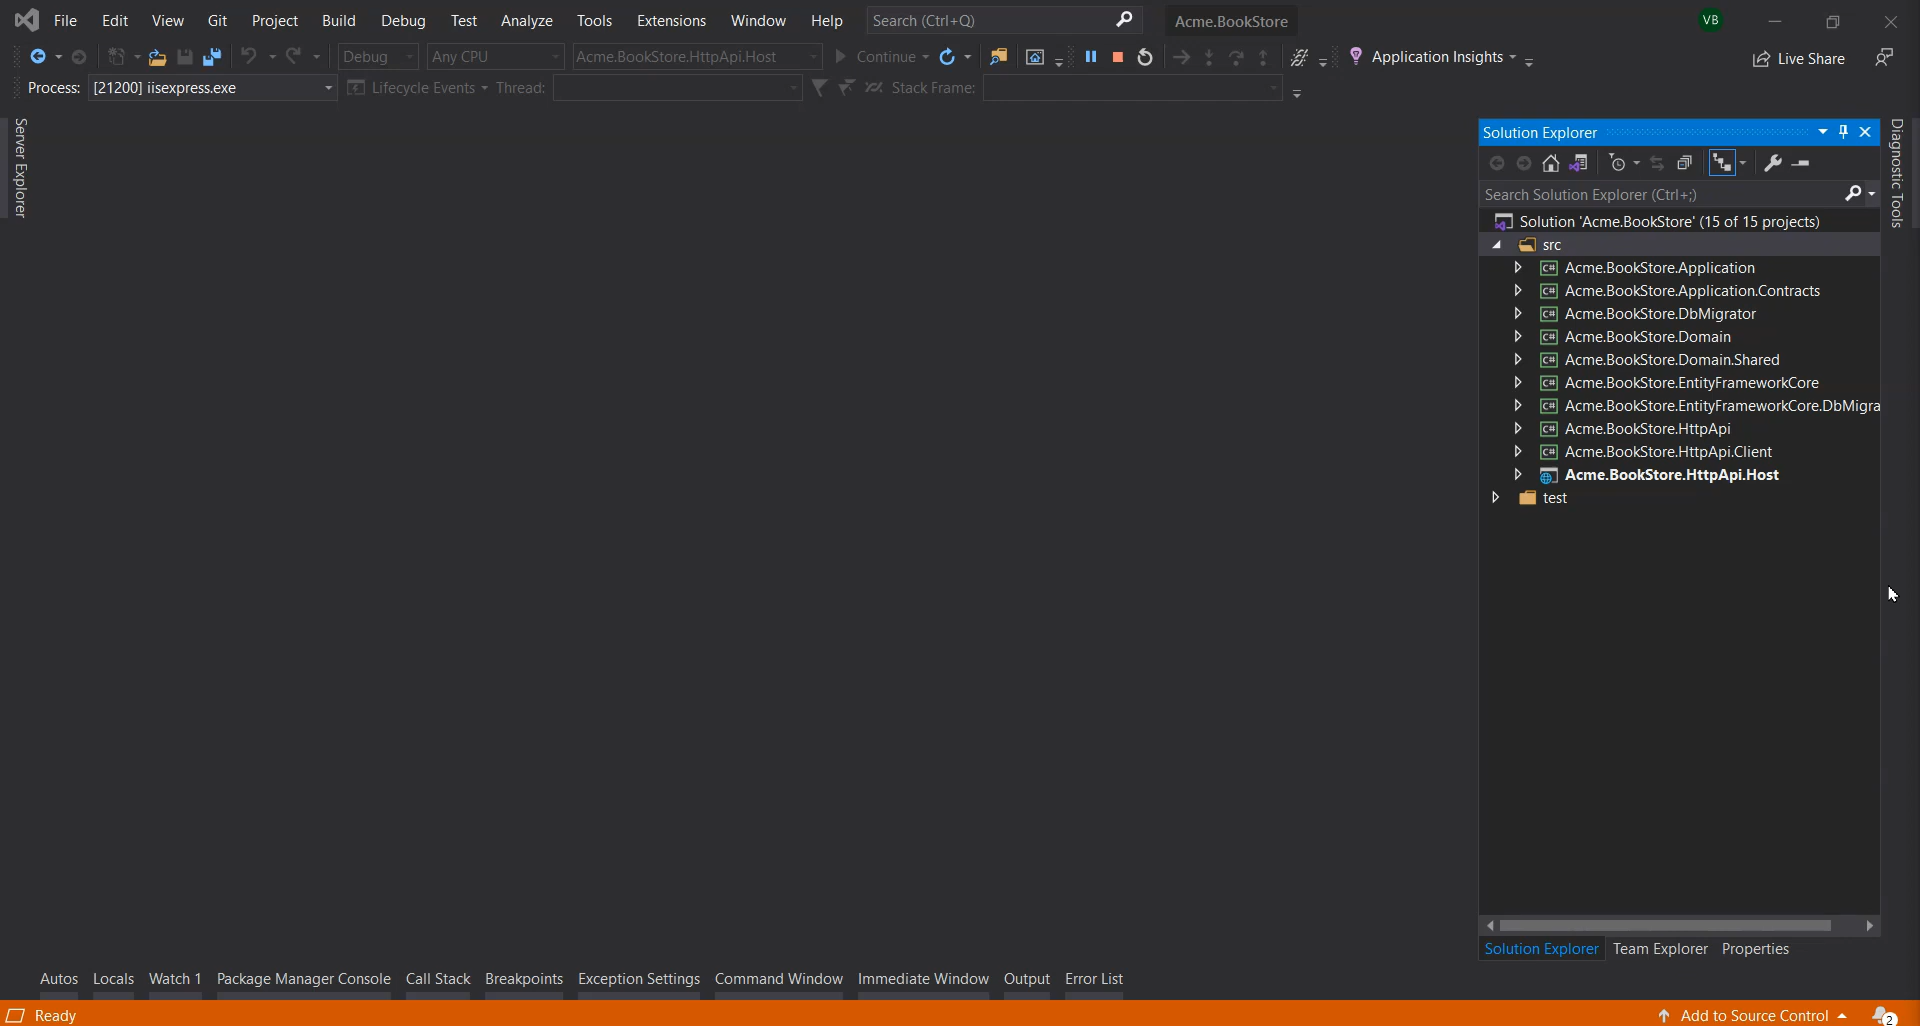 File Edit View Git Project Build Debug Test Analyze Tools Extensions Window Help Search (Ctrl+Q) Acme.BookStore VB
Debug Any CPU Acme.BookStore.HttpApi.Host Continue Application Insights Live Share
Process: [21200] iisexpress.exe Lifecycle Events Thread: Stack Frame:
Server Explorer
Solution Explorer
Diagnostic Tools
Search Solution Explorer (Ctrl+;)
Solution 'Acme.BookStore' (15 of 15 projects)
src
C# Acme.BookStore.Application
C# Acme.BookStore.Application.Contracts
C# Acme.BookStore.DbMigrator
C# Acme.BookStore.Domain
C# Acme.BookStore.Domain.Shared
C# Acme.BookStore.EntityFrameworkCore
C# Acme.BookStore.EntityFrameworkCore.DbMigra
C# Acme.BookStore.HttpApi
C# Acme.BookStore.HttpApi.Client
Acme.BookStore.HttpApi.Host
test
Solution Explorer Team Explorer Properties
Autos Locals Watch 1 Package Manager Console Call Stack Breakpoints Exception Settings Command Window Immediate Window Output Error List
Ready Add to Source Control 2